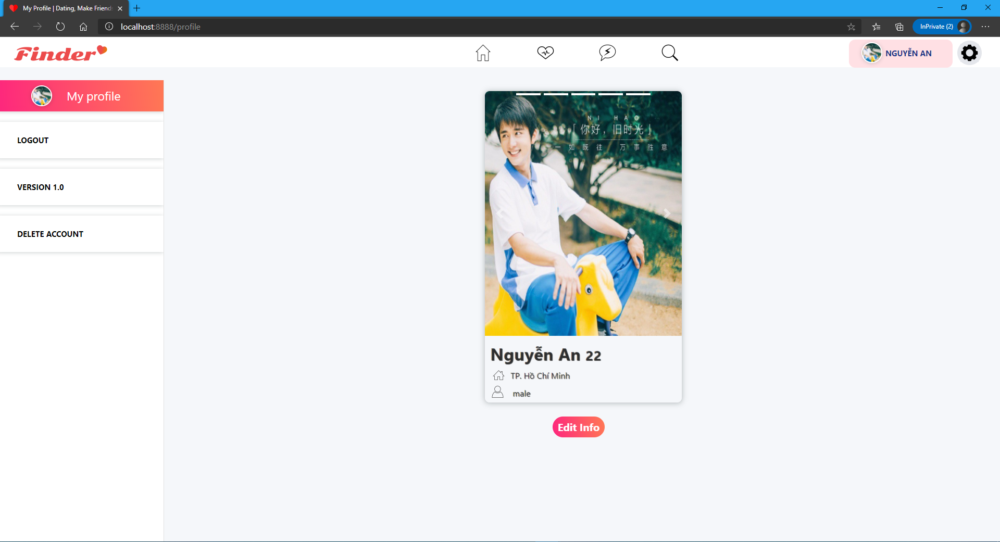 My Profile | Dating, Make Friend
localhost:8888/profile
InPrivate (2)
Finder
NGUYỄN AN
My profile
LOGOUT
VERSION 1.0
DELETE ACCOUNT
NI HAO
「你好，旧时光」
一如既往 万事胜意
Nguyễn An 22
TP. Hồ Chí Minh
male
Edit Info